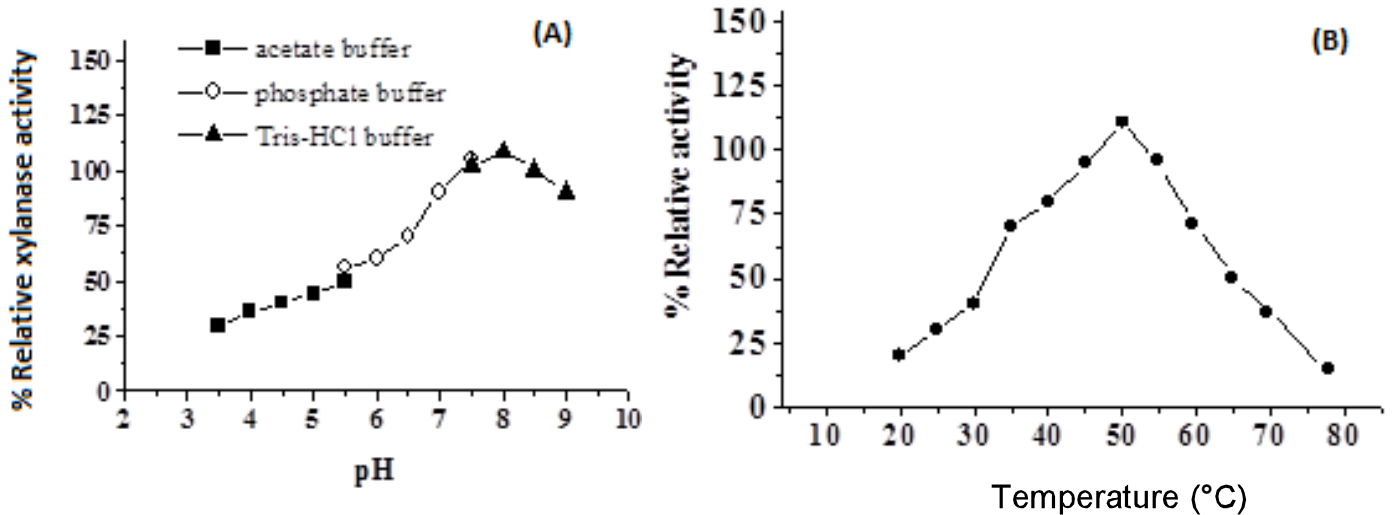 (A)
acetate buffer
phosphate buffer
Tris-HCl buffer
% Relative xylanase activity
150
125
100
75
50
25
0
2 3 4 5 6 7 8 9 10
pH
(B)
% Relative activity
150
125
100
75
50
25
0
10 20 30 40 50 60 70 80
Temperature (°C)